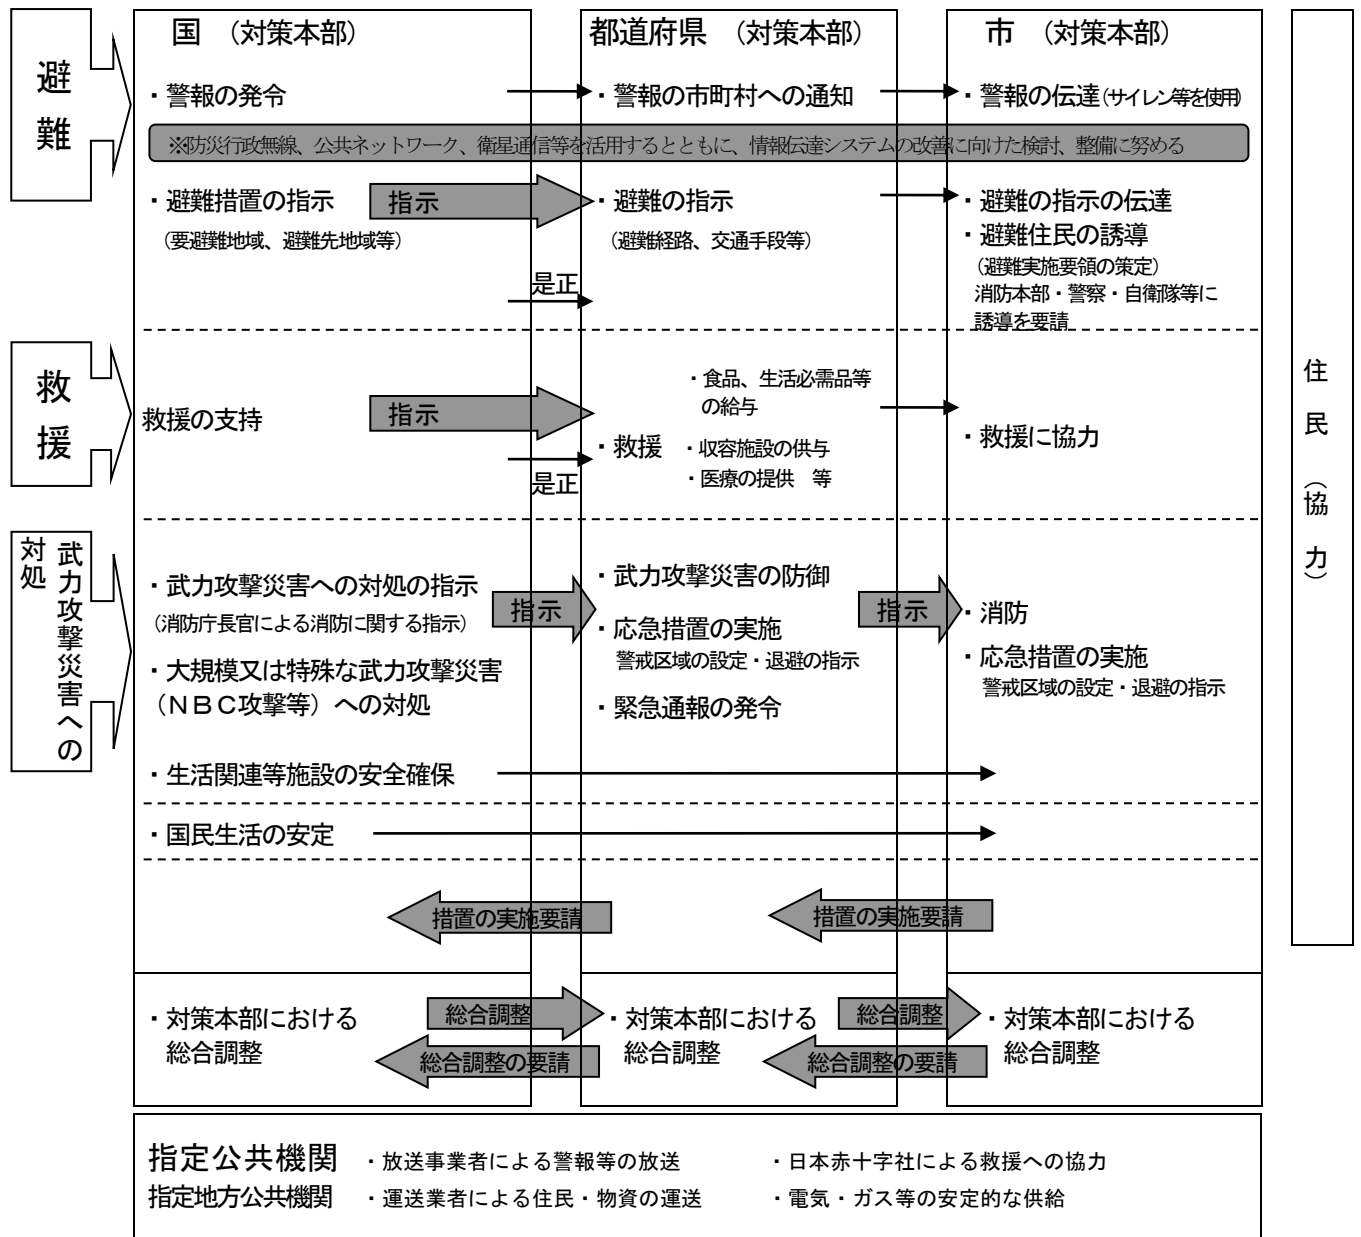 避難
国 （対策本部）
都道府県 （対策本部）
市 （対策本部）
・警報の発令
・警報の市町村への通知
・警報の伝達（サイレン等を使用）
※防災行政無線、公共ネットワーク、衛星通信等を活用するとともに、情報伝達システムの改善に向けた検討、整備に努める
・避難措置の指示
（要避難地域、避難先地域等）
指示
・避難の指示
（避難経路、交通手段等）
・避難の指示の伝達
・避難住民の誘導
（避難実施要領の策定）
消防本部・警察・自衛隊等に
誘導を要請
是正
救援
救援の支持
指示
是正
・救援
・食品、生活必需品等
の給与
・収容施設の供与
・医療の提供　等
・救援に協力
武力攻撃災害への
対処
・武力攻撃災害への対処の指示
（消防庁長官による消防に関する指示）
・大規模又は特殊な武力攻撃災害
（ＮＢＣ攻撃等）への対処
指示
・武力攻撃災害の防御
・応急措置の実施
警戒区域の設定・退避の指示
・緊急通報の発令
指示
・消防
・応急措置の実施
警戒区域の設定・退避の指示
・生活関連等施設の安全確保
・国民生活の安定
措置の実施要請
措置の実施要請
・対策本部における
総合調整
総合調整
総合調整の要請
・対策本部における
総合調整
総合調整
総合調整の要請
・対策本部における
総合調整
住民（協力）
指定公共機関
指定地方公共機関
・放送事業者による警報等の放送
・日本赤十字社による救援への協力
・運送業者による住民・物資の運送
・電気・ガス等の安定的な供給